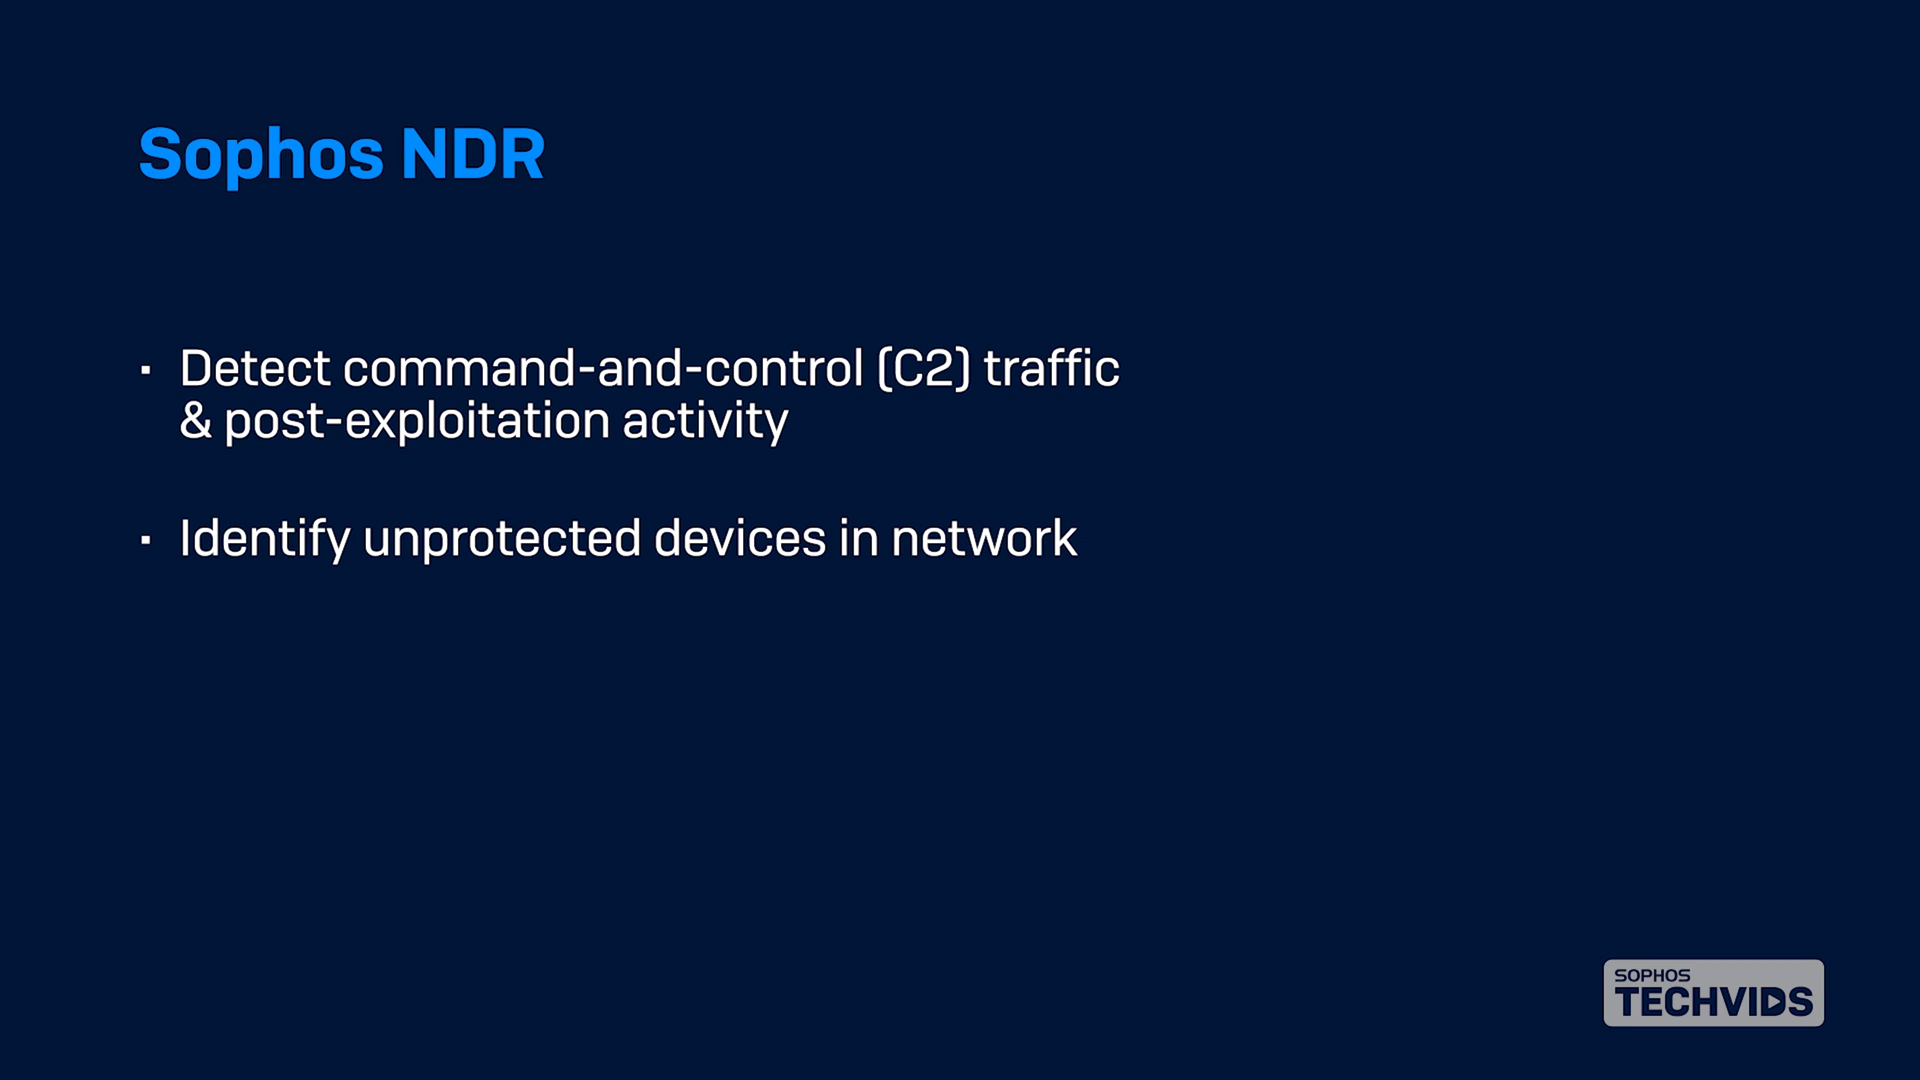 Sophos NDR
▪ Detect command-and-control (C2) traffic
& post-exploitation activity
▪ Identify unprotected devices in network
SOPHOS
TECHVIDS